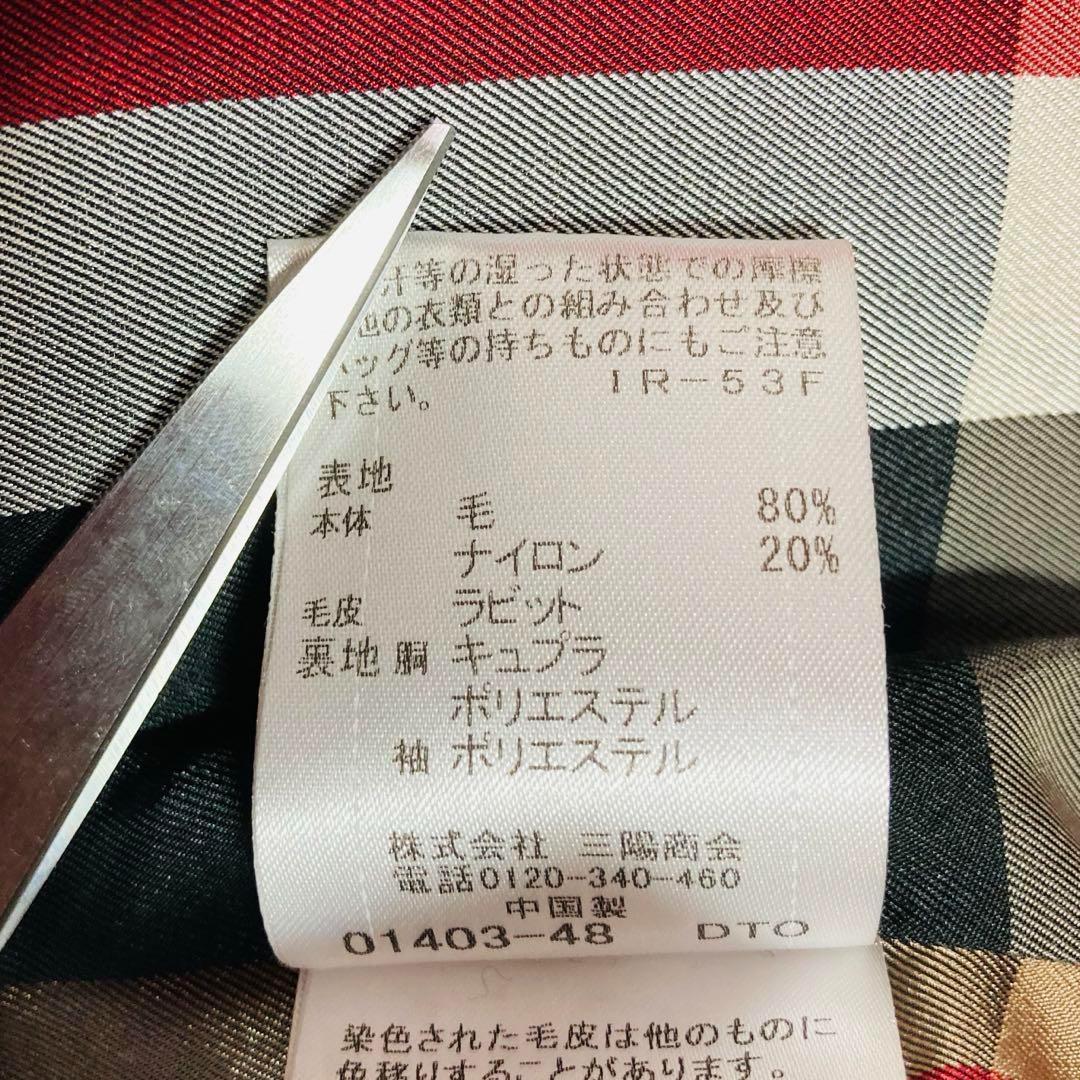 汗等の湿った状態での摩擦
他の衣類との組み合わせ及び
バッグ等の持ちものにもご注意
下さい。 IR-53F
表地
本体 毛 80%
ナイロン 20%
毛皮 ラビット
裏地 胴 キュプラ
ポリエステル
袖 ポリエステル
株式会社 三陽商会
電話0120-340-460
中国製
01403-48 DTO
染色された毛皮は他のものに
色移りすることがあります。